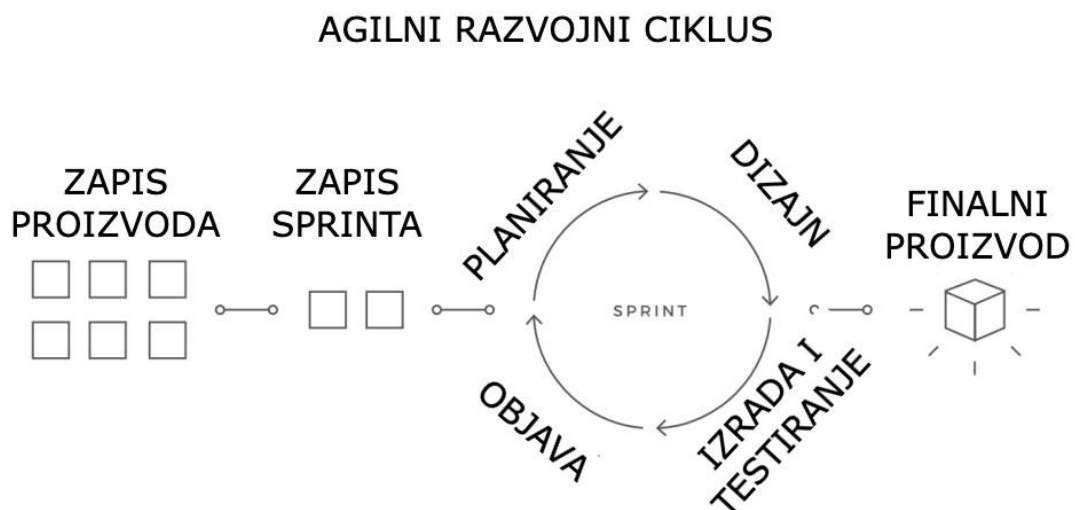 AGILNI RAZVOJNI CIKLUS
ZAPIS
PROIZVODA
ZAPIS
SPRINTA
PLANIRANJE
DIZAJN
SPRINT
OBJAVA
IZRADA I
TESTIRANJE
FINALNI
PROIZVOD